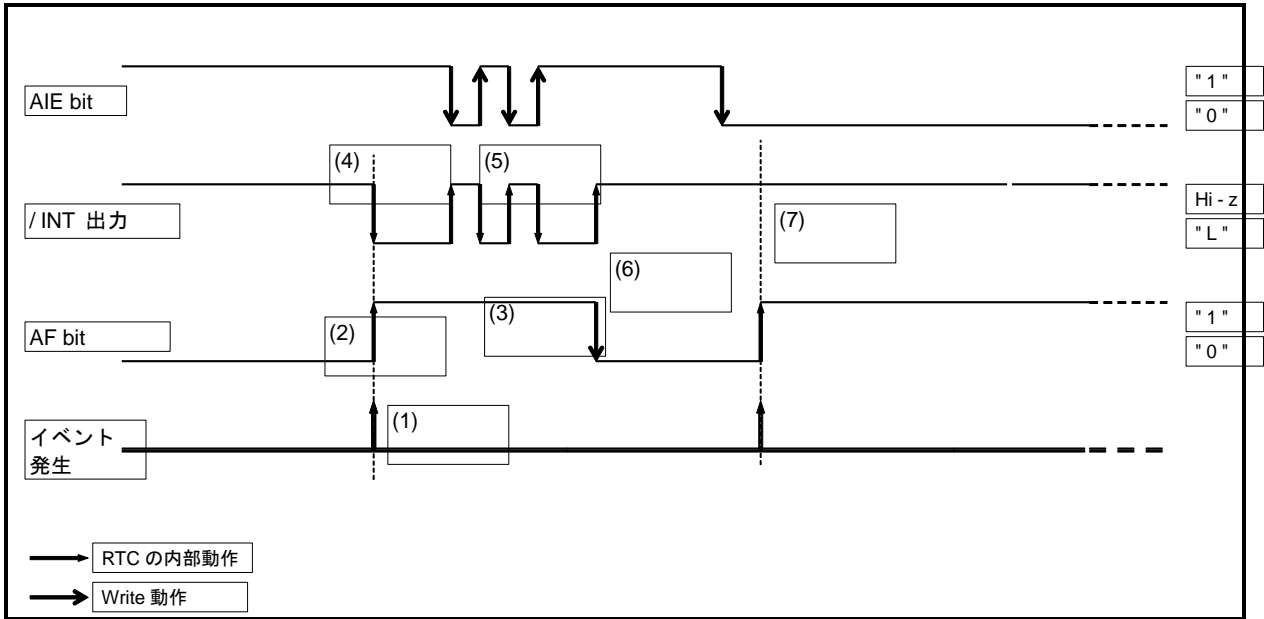 AIE bit
" 1 "
" 0 "
(4)
(5)
/ INT 出力
Hi - z
" L "
(7)
(6)
AF bit
(2)
(3)
" 1 "
" 0 "
(1)
イベント
発生
RTC の内部動作
Write 動作